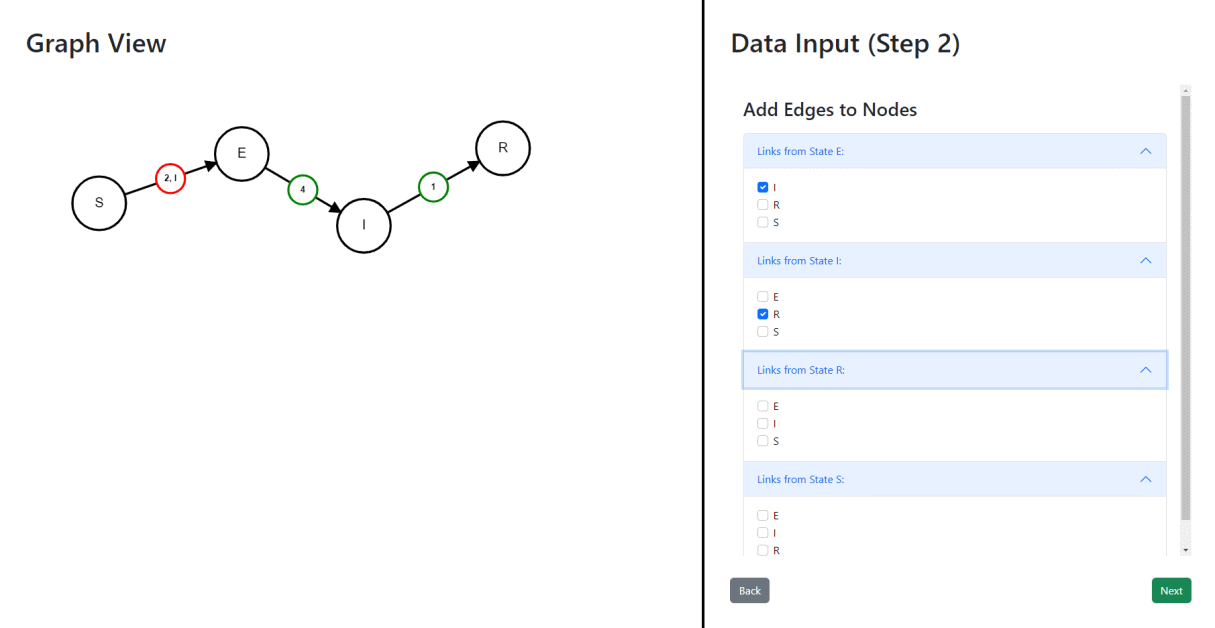 Graph View
S
2, I
E
4
I
1
R
Data Input (Step 2)
Add Edges to Nodes
Links from State E:
I
R
S
Links from State I:
E
R
S
Links from State R:
E
I
S
Links from State S:
E
I
R
Back
Next